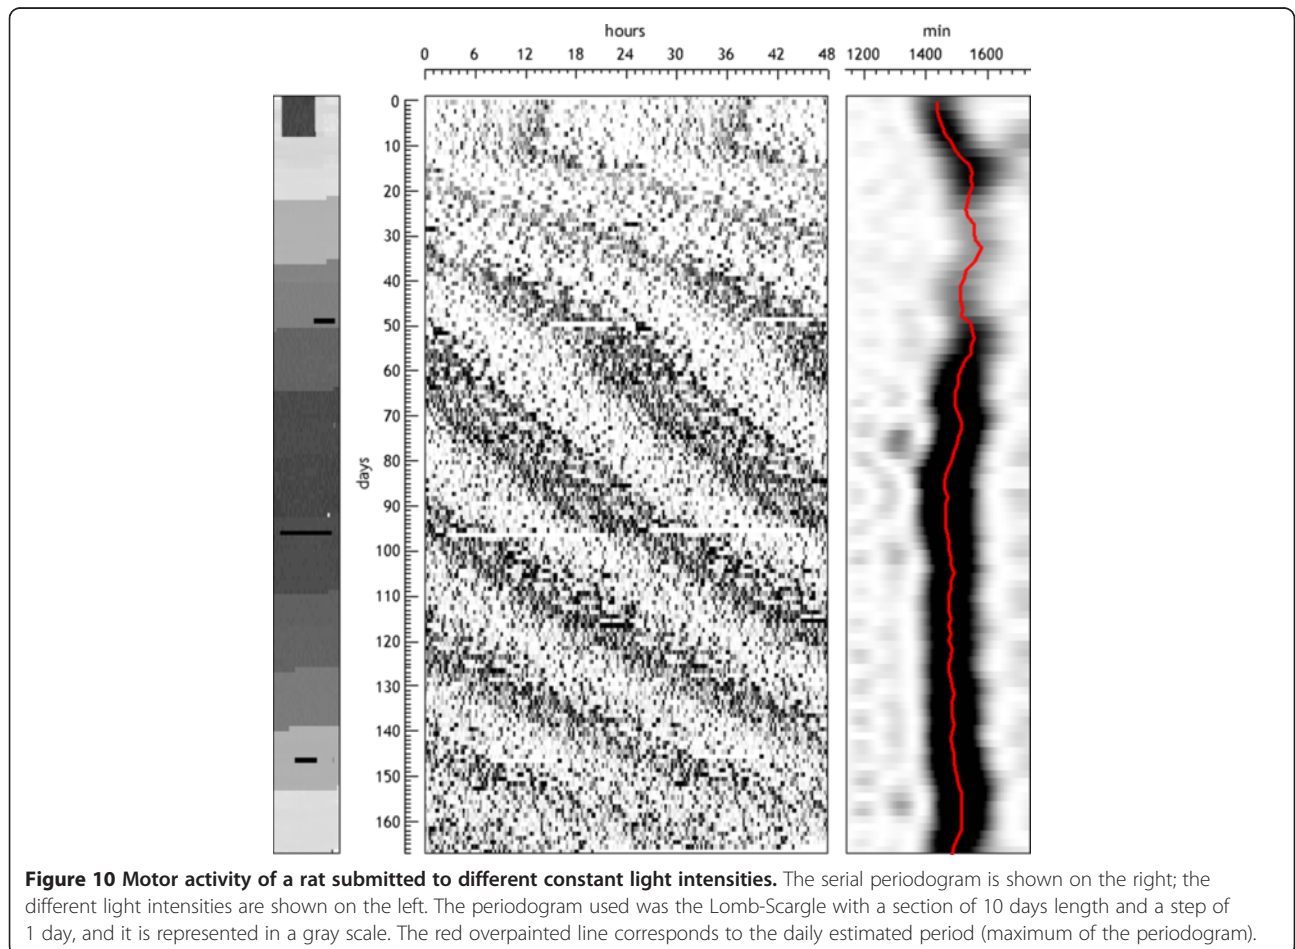 hours
min
0 6 12 18 24 30 36 42 48
1200 1400 1600
days
0
10
20
30
40
50
60
70
80
90
100
110
120
130
140
150
160
Figure 10 Motor activity of a rat submitted to different constant light intensities. The serial periodogram is shown on the right; the
different light intensities are shown on the left. The periodogram used was the Lomb-Scargle with a section of 10 days length and a step of
1 day, and it is represented in a gray scale. The red overpainted line corresponds to the daily estimated period (maximum of the periodogram).